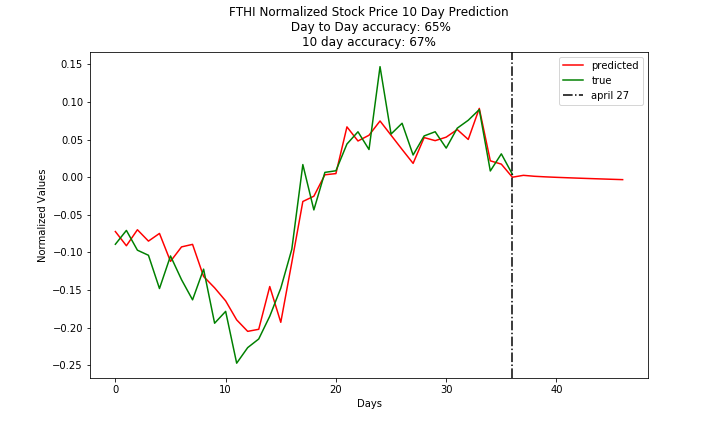 FTHI Normalized Stock Price 10 Day Prediction
Day to Day accuracy: 65%
10 day accuracy: 67%
predicted
true
april 27
0.15
0.10
0.05
0.00
−0.05
−0.10
−0.15
−0.20
−0.25
Normalized Values
0 10 20 30 40
Days